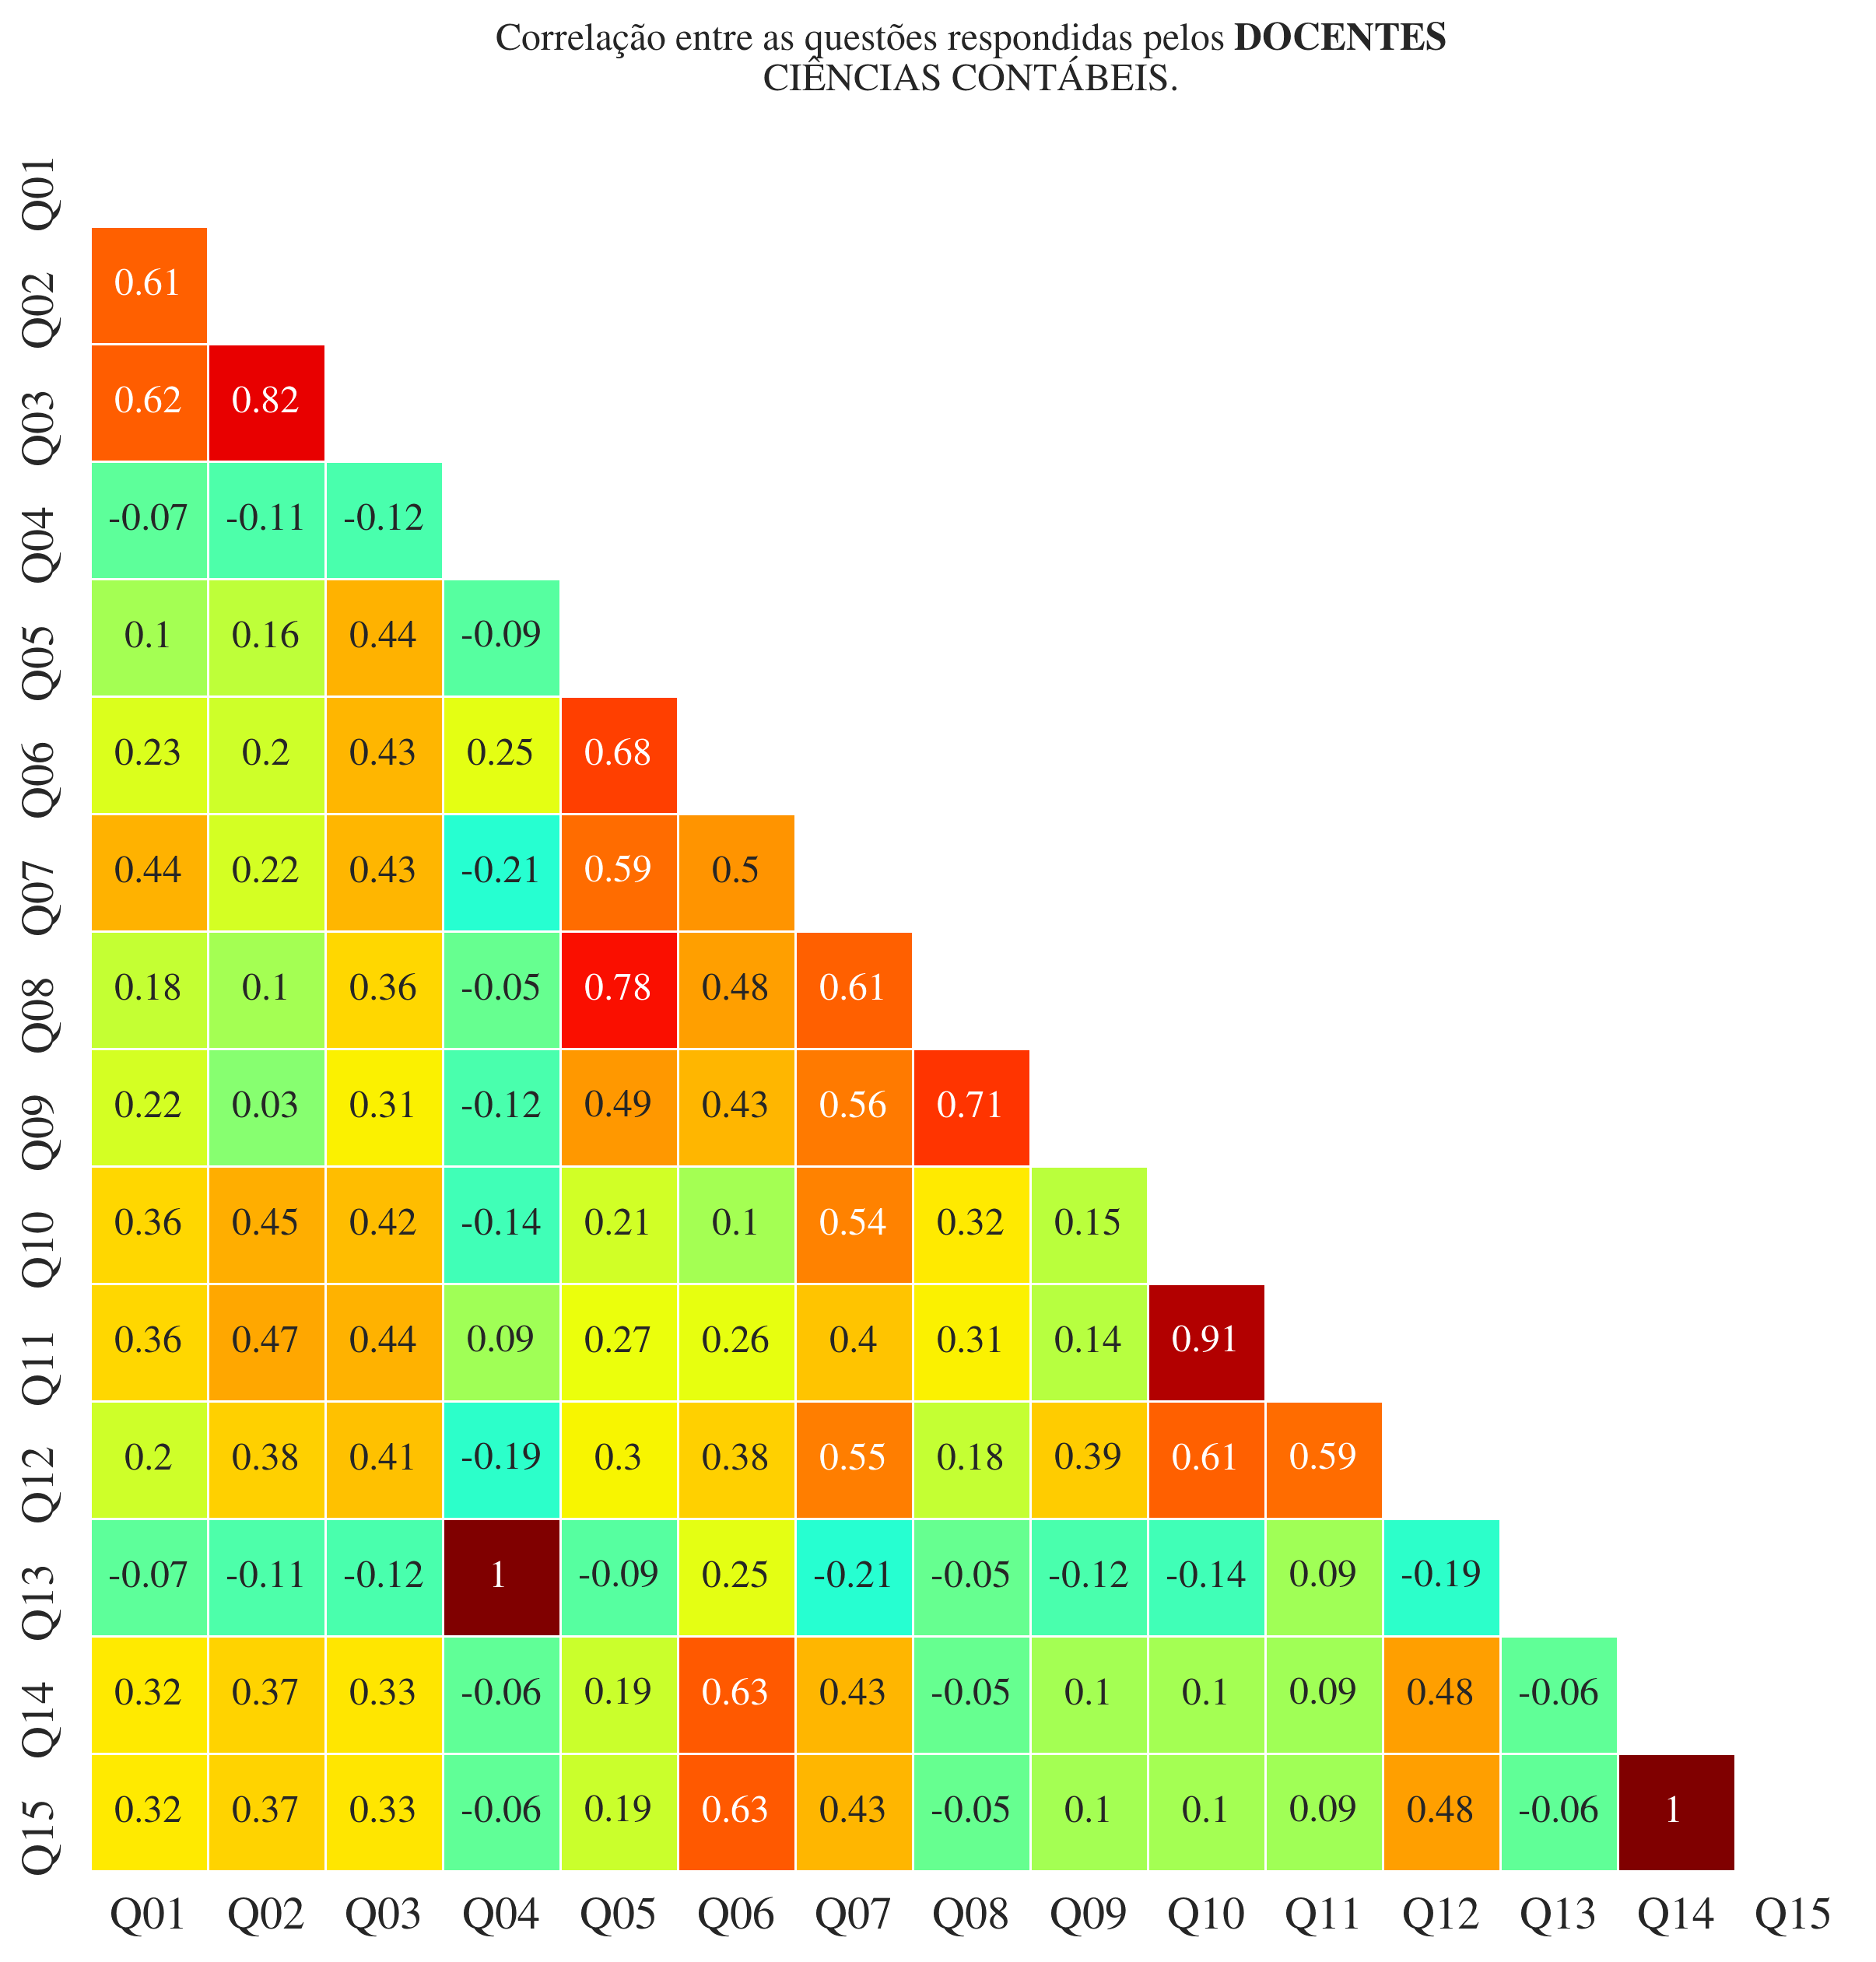 Correlação entre as questões respondidas pelos DOCENTES
CIÊNCIAS CONTÁBEIS.
Q01
Q02 0.61
Q03 0.62 0.82
Q04 -0.07 -0.11 -0.12
Q05 0.1 0.16 0.44 -0.09
Q06 0.23 0.2 0.43 0.25 0.68
Q07 0.44 0.22 0.43 -0.21 0.59 0.5
Q08 0.18 0.1 0.36 -0.05 0.78 0.48 0.61
Q09 0.22 0.03 0.31 -0.12 0.49 0.43 0.56 0.71
Q10 0.36 0.45 0.42 -0.14 0.21 0.1 0.54 0.32 0.15
Q11 0.36 0.47 0.44 0.09 0.27 0.26 0.4 0.31 0.14 0.91
Q12 0.2 0.38 0.41 -0.19 0.3 0.38 0.55 0.18 0.39 0.61 0.59
Q13 -0.07 -0.11 -0.12 1 -0.09 0.25 -0.21 -0.05 -0.12 -0.14 0.09 -0.19
Q14 0.32 0.37 0.33 -0.06 0.19 0.63 0.43 -0.05 0.1 0.1 0.09 0.48 -0.06
Q15 0.32 0.37 0.33 -0.06 0.19 0.63 0.43 -0.05 0.1 0.1 0.09 0.48 -0.06 1
Q01 Q02 Q03 Q04 Q05 Q06 Q07 Q08 Q09 Q10 Q11 Q12 Q13 Q14 Q15